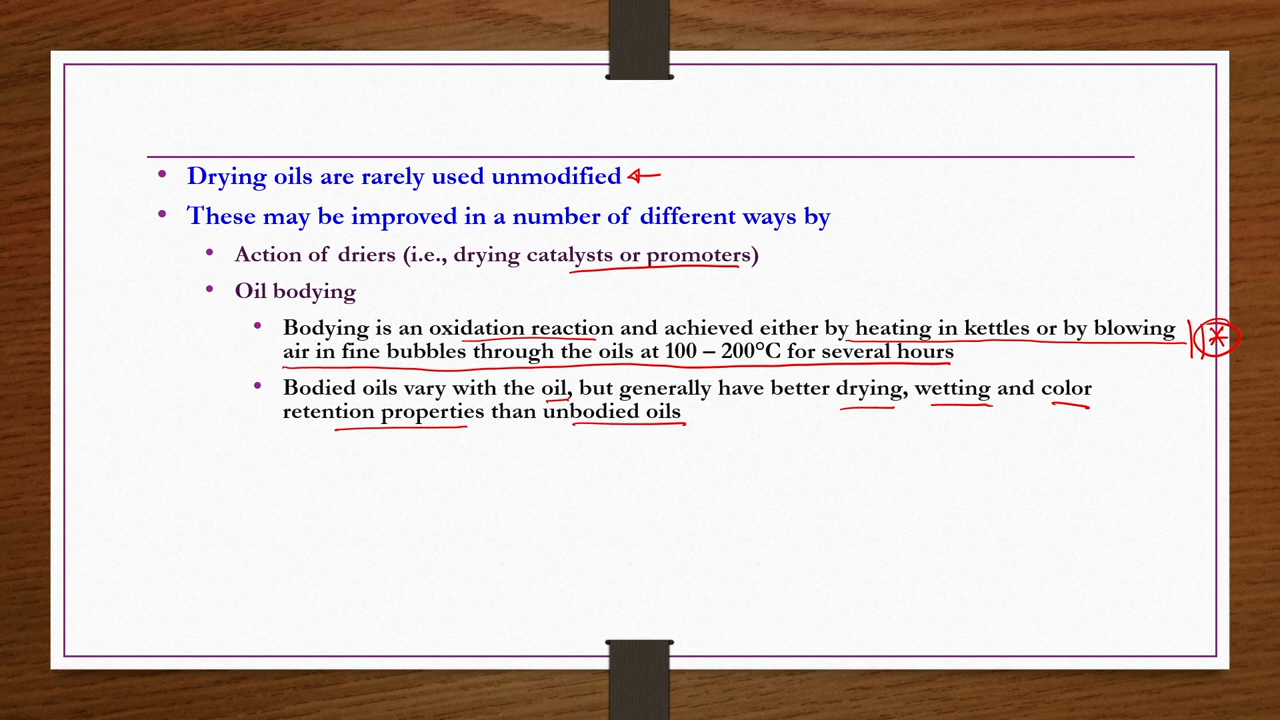 • Drying oils are rarely used unmodified
• These may be improved in a number of different ways by
• Action of driers (i.e., drying catalysts or promoters)
• Oil bodying
• Bodying is an oxidation reaction and achieved either by heating in kettles or by blowing
air in fine bubbles through the oils at 100 – 200°C for several hours
• Bodied oils vary with the oil, but generally have better drying, wetting and color
retention properties than unbodied oils